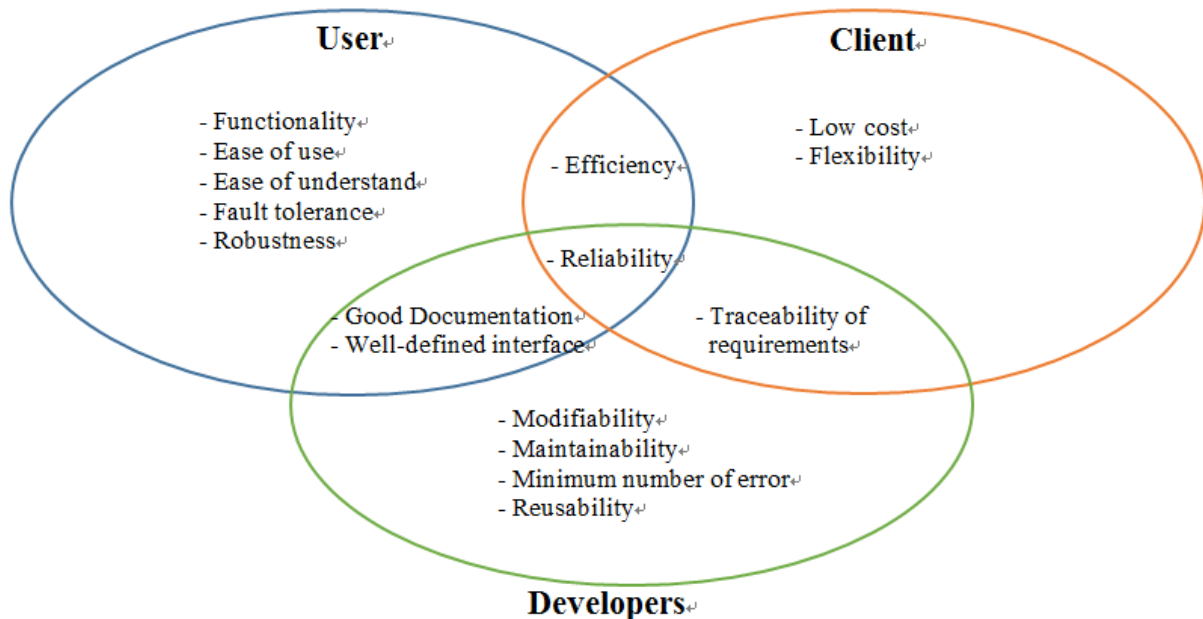 User
Client
- Functionality
- Ease of use
- Ease of understand
- Fault tolerance
- Robustness
- Efficiency
- Low cost
- Flexibility
- Reliability
- Good Documentation
- Well-defined interface
- Traceability of
requirements
- Modifiability
- Maintainability
- Minimum number of error
- Reusability
Developers